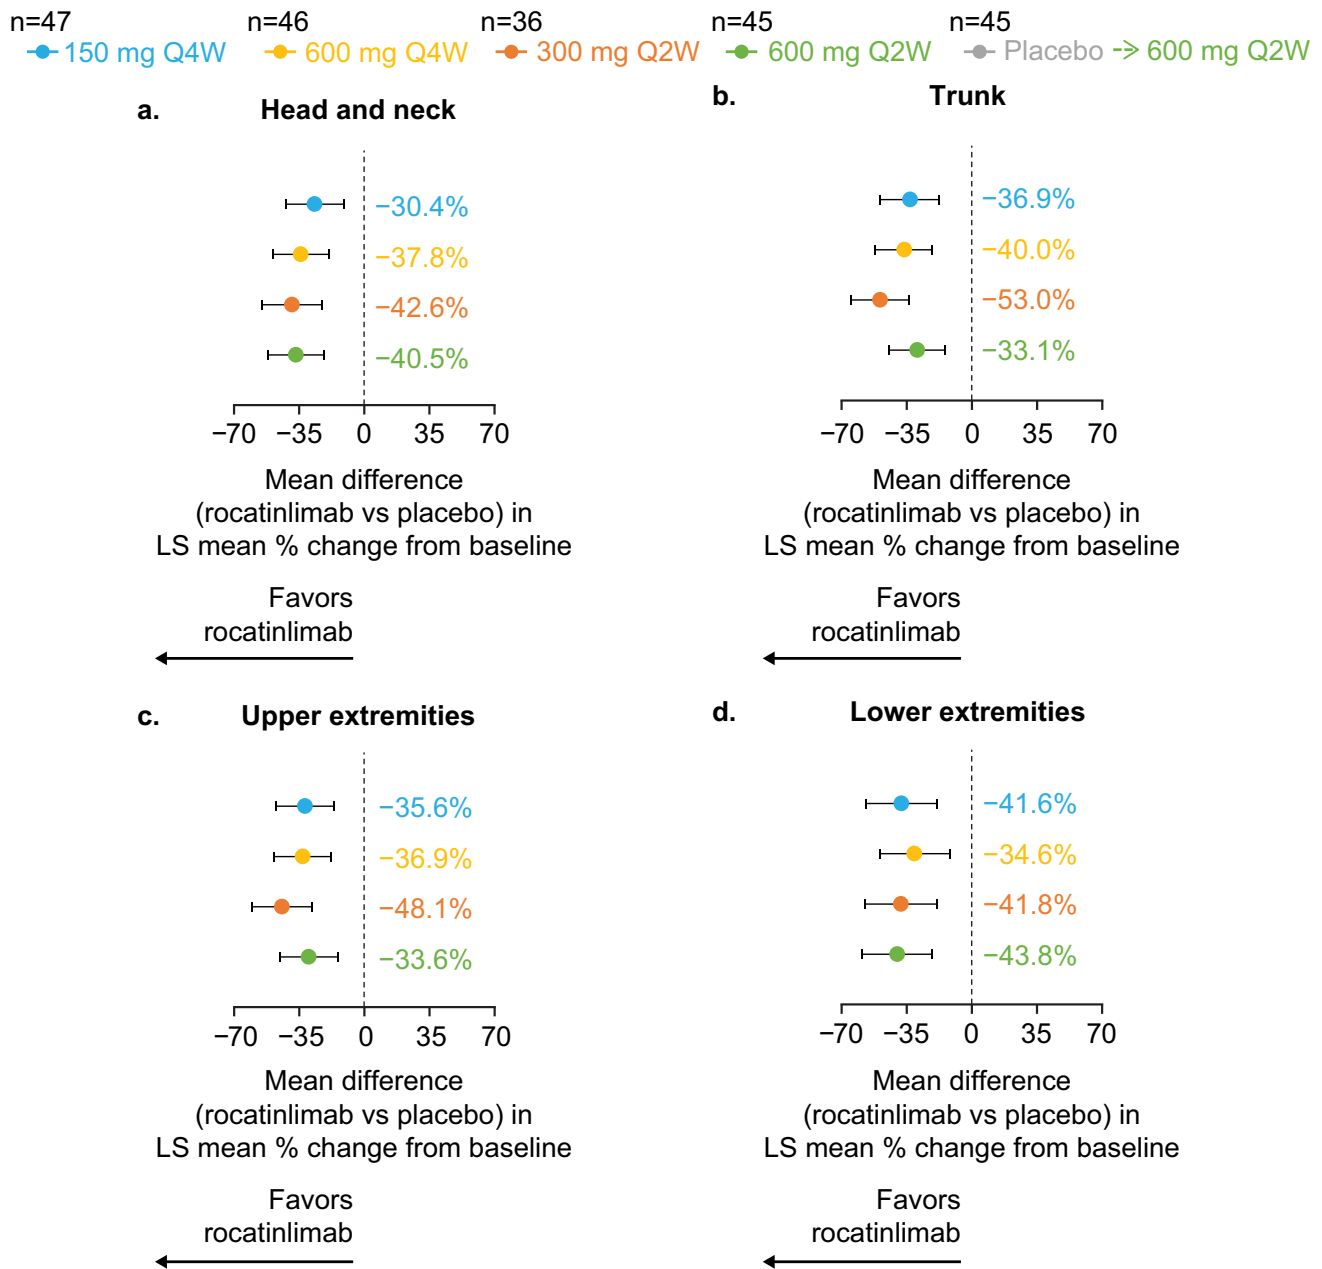 n=47 n=46 n=36 n=45 n=45
150 mg Q4W 600 mg Q4W 300 mg Q2W 600 mg Q2W Placebo -> 600 mg Q2W
a. Head and neck
−30.4%
−37.8%
−42.6%
−40.5%
−70 −35 0 35 70
Mean difference
(rocatinlimab vs placebo) in
LS mean % change from baseline
Favors
rocatinlimab
b. Trunk
−36.9%
−40.0%
−53.0%
−33.1%
−70 −35 0 35 70
Mean difference
(rocatinlimab vs placebo) in
LS mean % change from baseline
Favors
rocatinlimab
c. Upper extremities
−35.6%
−36.9%
−48.1%
−33.6%
−70 −35 0 35 70
Mean difference
(rocatinlimab vs placebo) in
LS mean % change from baseline
Favors
rocatinlimab
d. Lower extremities
−41.6%
−34.6%
−41.8%
−43.8%
−70 −35 0 35 70
Mean difference
(rocatinlimab vs placebo) in
LS mean % change from baseline
Favors
rocatinlimab